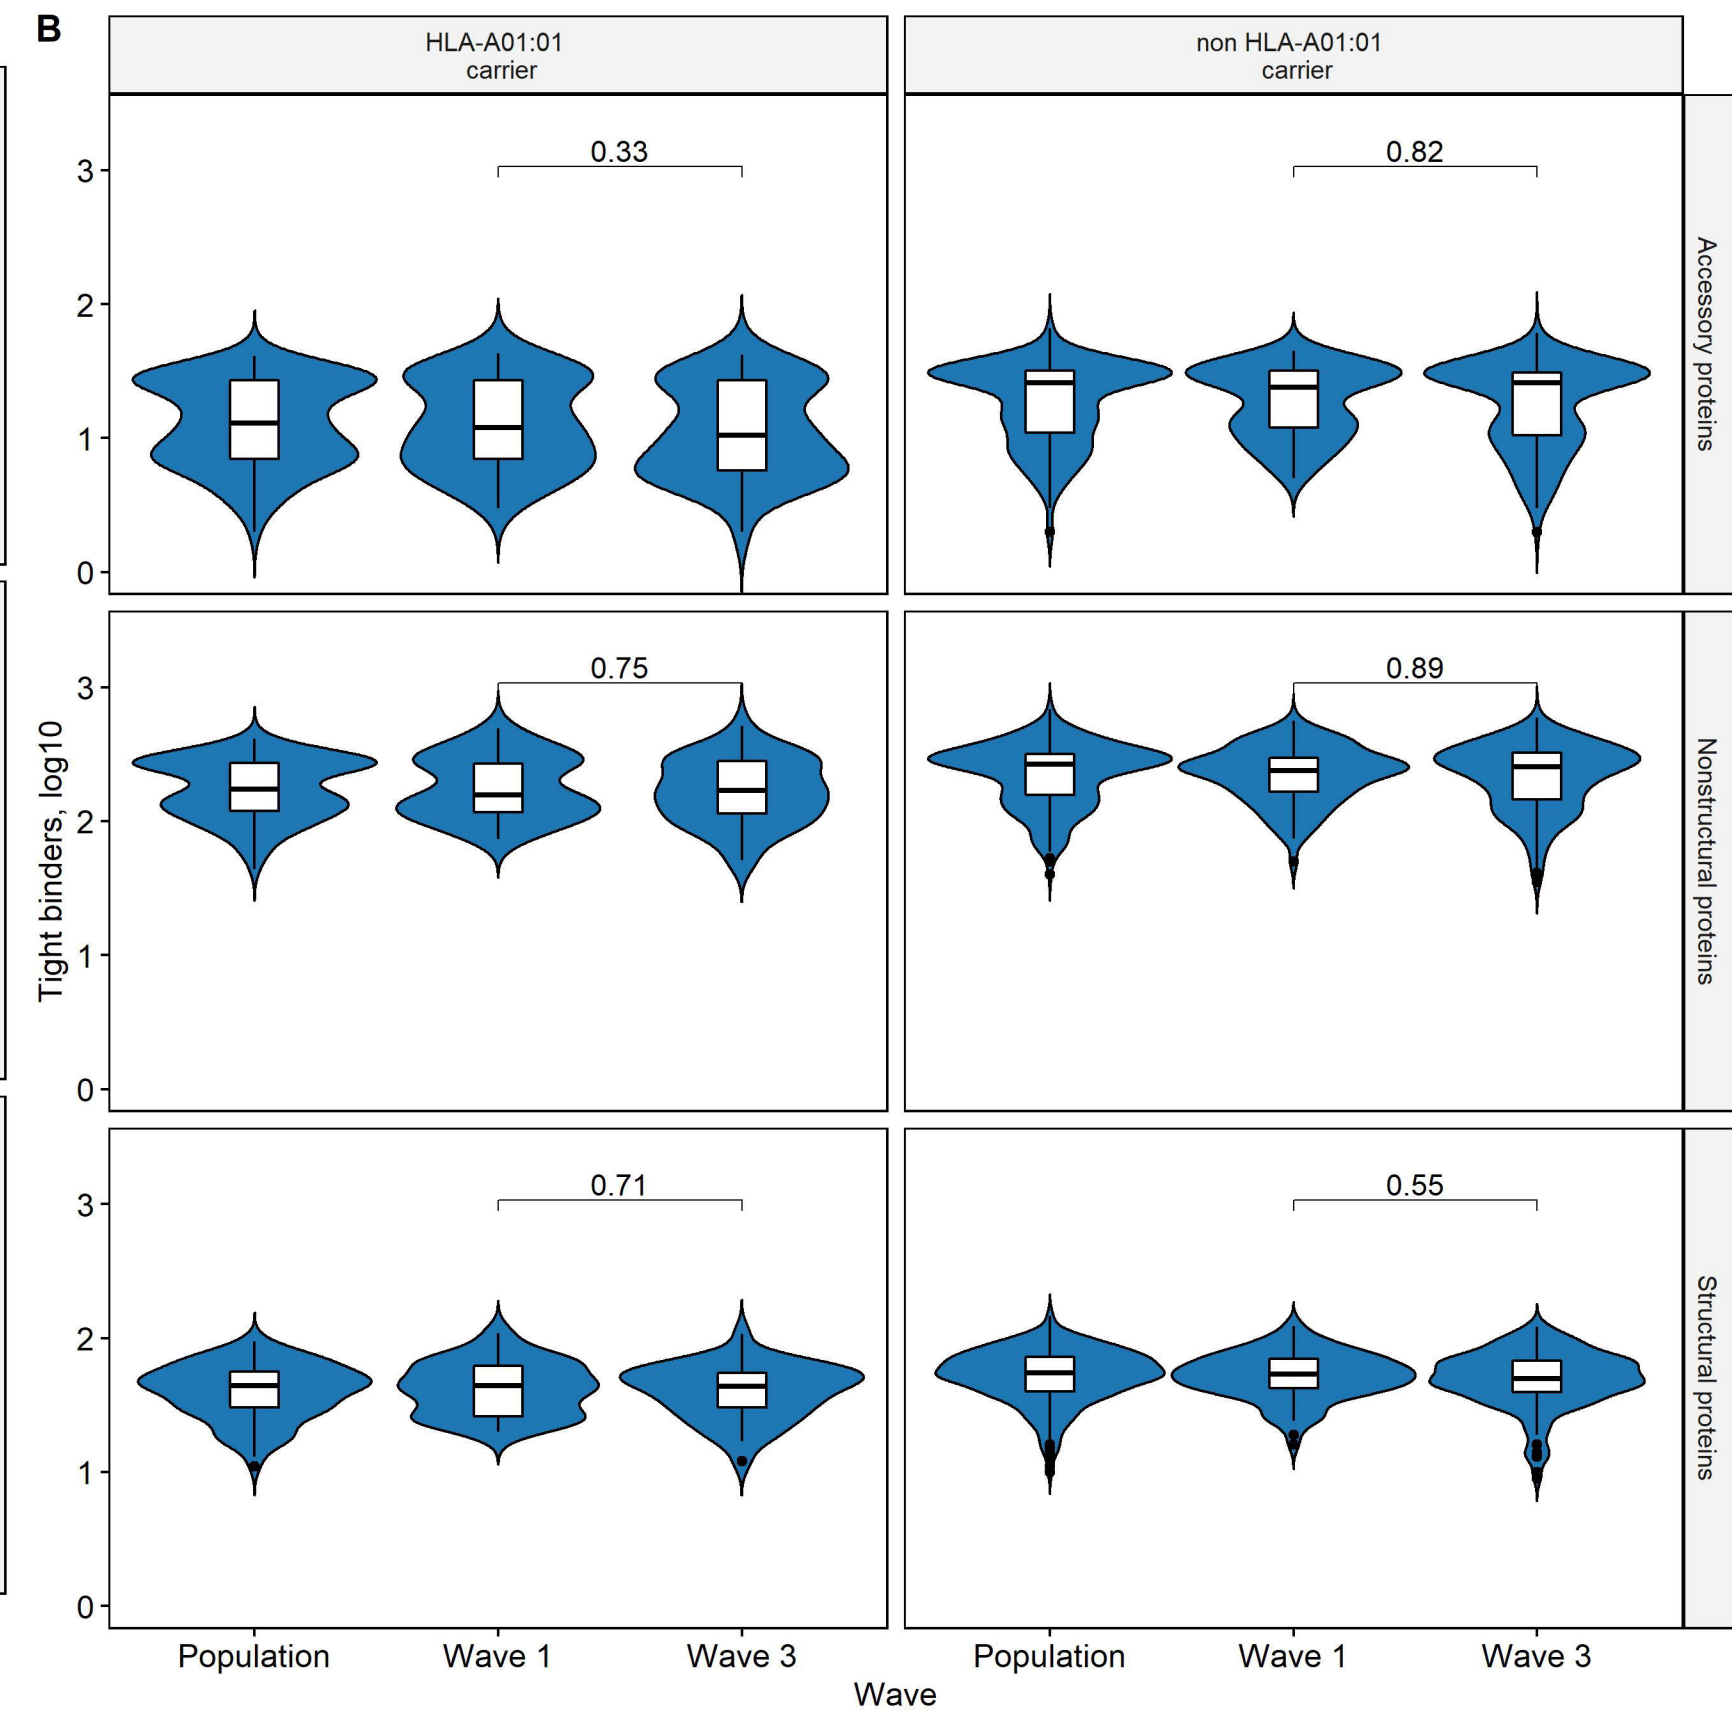 B
HLA-A01:01
carrier
non HLA-A01:01
carrier
0.33
0.82
3
2
1
0
Accessory proteins
0.75
0.89
3
2
1
0
Nonstructural proteins
Tight binders, log10
0.71
0.55
3
2
1
0
Structural proteins
Population
Wave 1
Wave 3
Population
Wave 1
Wave 3
Wave